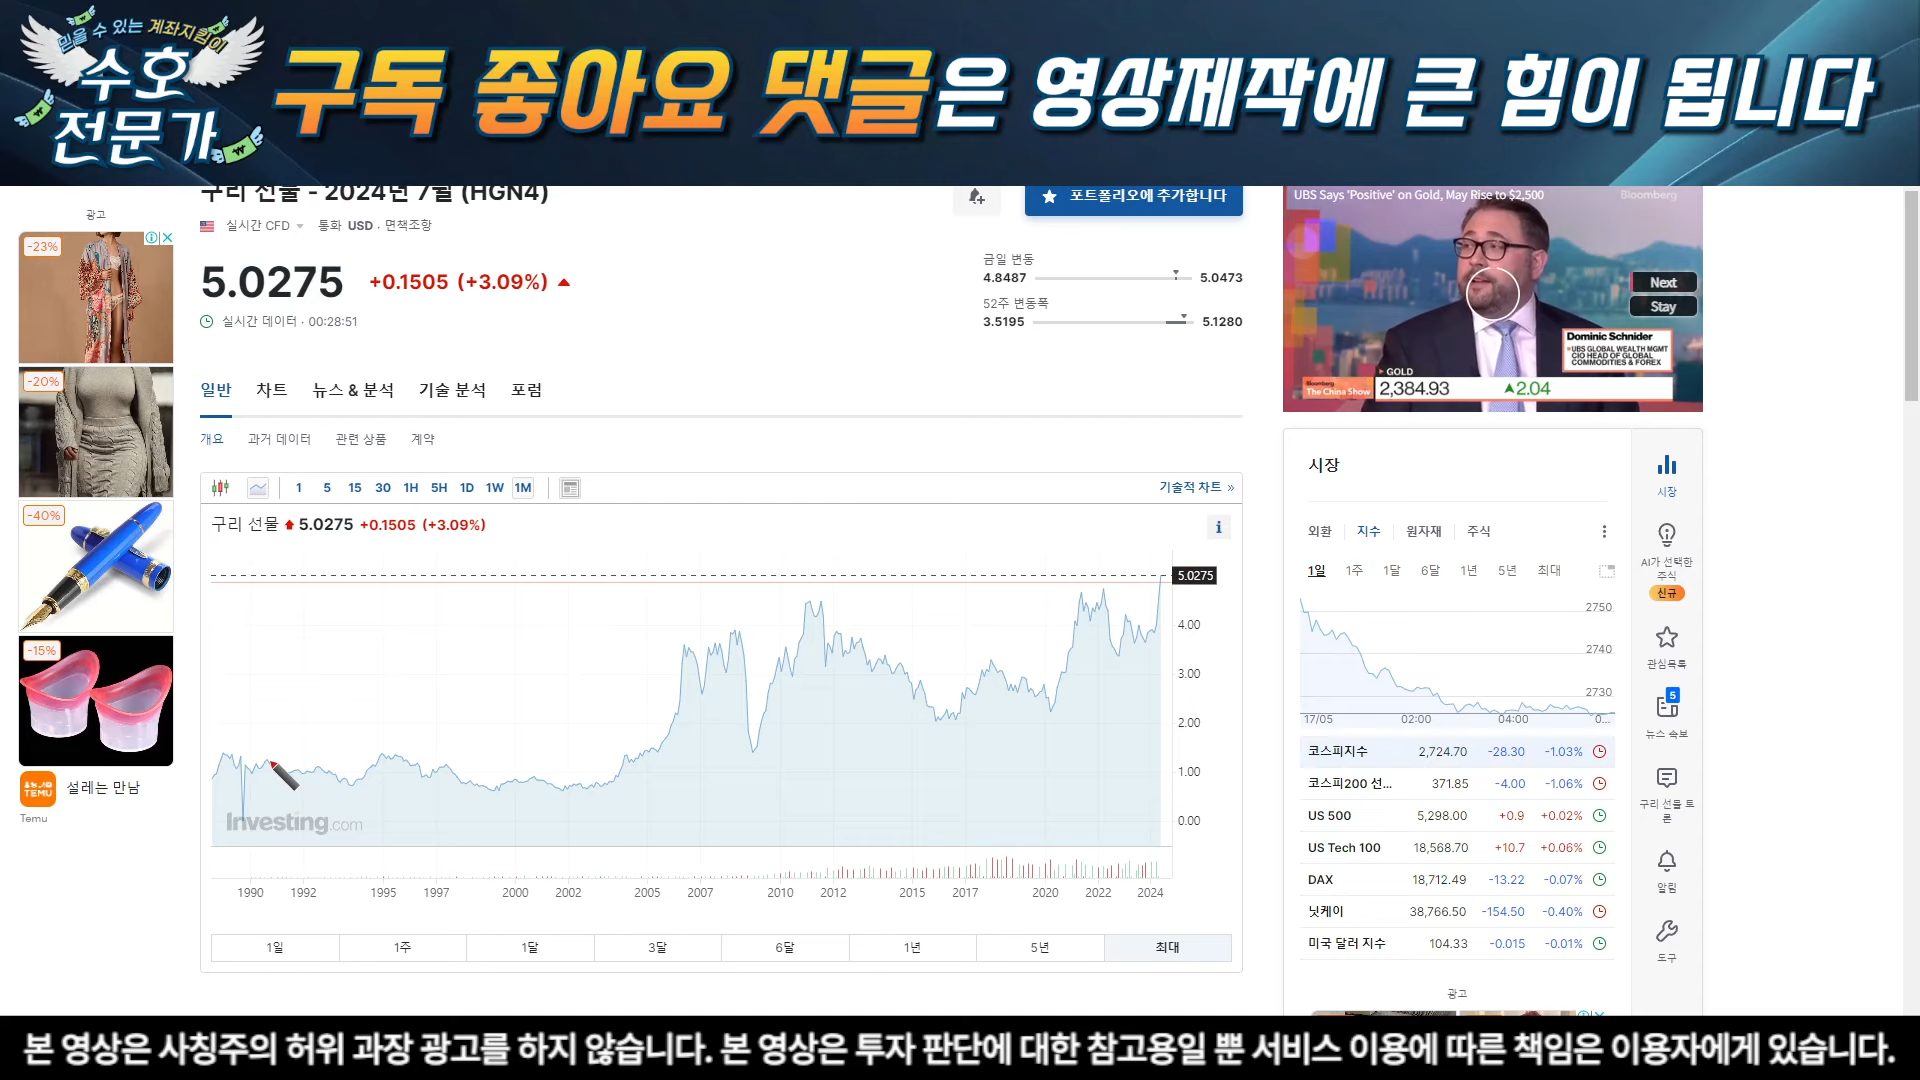 믿을 수 있는 계좌지킴이
수호
전문가
구독 좋아요 댓글은 영상제작에 큰 힘이 됩니다
구리 선물 - 2024년 7월 (HGN4)
포트폴리오에 추가합니다
실시간 CFD 통화 USD · 면책조항
5.0275 +0.1505 (+3.09%)
실시간 데이터 · 00:28:51
금일 변동
4.8487 5.0473
52주 변동폭
3.5195 5.1280
일반 차트 뉴스 & 분석 기술 분석 포럼
개요 과거 데이터 관련 상품 계약
1 5 15 30 1H 5H 1D 1W 1M
기술적 차트 »
구리 선물 5.0275 +0.1505 (+3.09%)
5.0275
4.00
3.00
2.00
1.00
0.00
Investing.com
1990 1992 1995 1997 2000 2002 2005 2007 2010 2012 2015 2017 2020 2022 2024
1일 1주 1달 3달 6달 1년 5년 최대
광고
-23%
-20%
-40%
-15%
TEMU
설레는 만남
Temu
UBS Says 'Positive' on Gold, May Rise to $2,500
Bloomberg
Next
Stay
Dominic Schnider
UBS GLOBAL WEALTH MGMT
CIO HEAD OF GLOBAL
COMMODITIES & FOREX
GOLD
Bloomberg
The China Show
2,384.93 2.04
시장
외환 지수 원자재 주식
1일 1주 1달 6달 1년 5년 최대
2750
2740
2730
17/05 02:00 04:00 0...
코스피지수 2,724.70 -28.30 -1.03%
코스피200 선... 371.85 -4.00 -1.06%
US 500 5,298.00 +0.9 +0.02%
US Tech 100 18,568.70 +10.7 +0.06%
DAX 18,712.49 -13.22 -0.07%
닛케이 38,766.50 -154.50 -0.40%
미국 달러 지수 104.33 -0.015 -0.01%
광고
시장
AI가 선택한
주식
신규
관심목록
5
뉴스 속보
구리 선물 토
론
알림
도구
본 영상은 사칭주의 허위 과장 광고를 하지 않습니다. 본 영상은 투자 판단에 대한 참고용일 뿐 서비스 이용에 따른 책임은 이용자에게 있습니다.